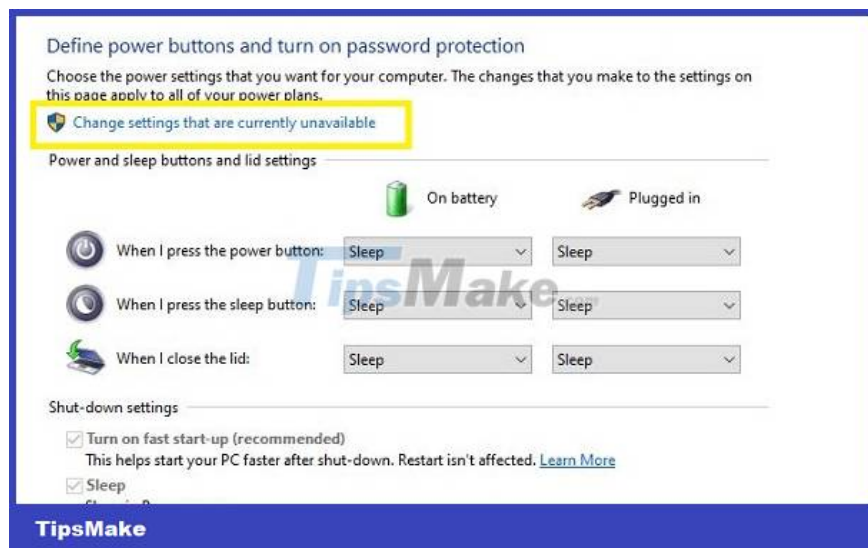 Define power buttons and turn on password protection
Choose the power settings that you want for your computer. The changes that you make to the settings on
this page apply to all of your power plans.
Change settings that are currently unavailable
Power and sleep buttons and lid settings
On battery Plugged in
When I press the power button: Sleep Sleep
When I press the sleep button: Sleep Sleep
TipsMake.com
When I close the lid: Sleep Sleep
Shut-down settings
Turn on fast start-up (recommended)
This helps start your PC faster after shut-down. Restart isn't affected. Learn More
Sleep
TipsMake